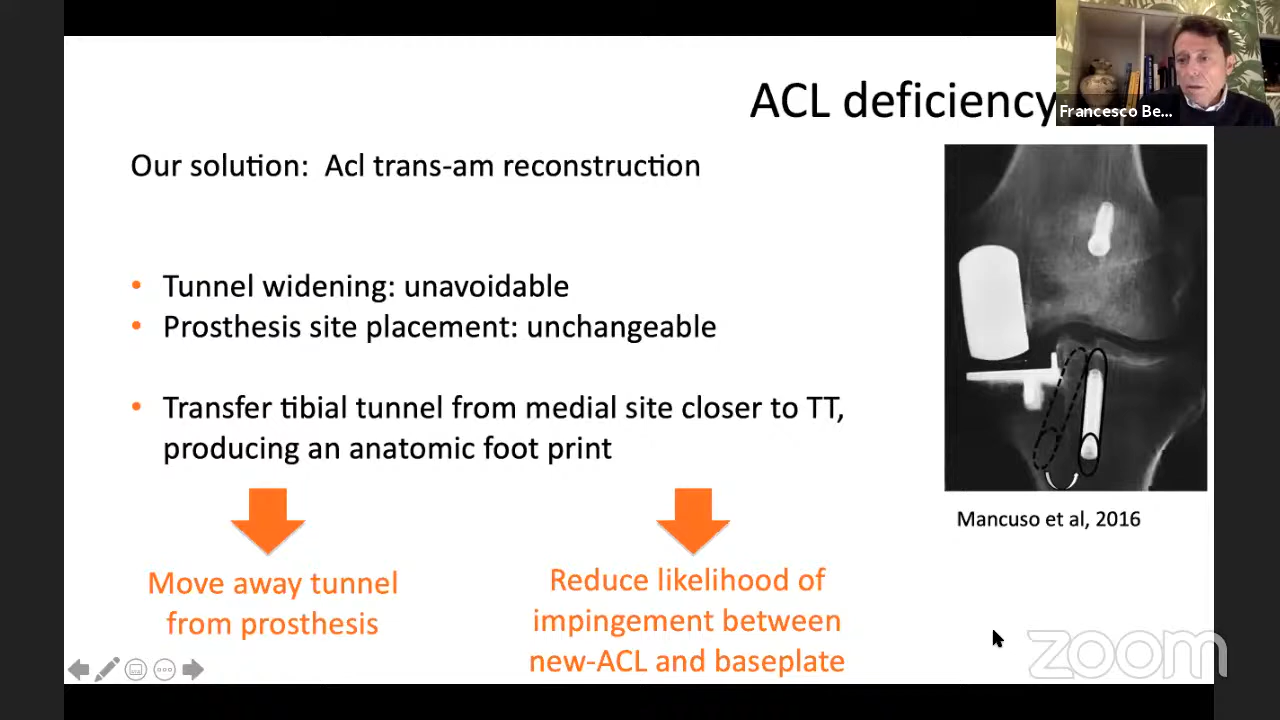 ACL deficiency
Francesco Be...
Our solution: Acl trans-am reconstruction
• Tunnel widening: unavoidable
• Prosthesis site placement: unchangeable
• Transfer tibial tunnel from medial site closer to TT,
producing an anatomic foot print
Mancuso et al, 2016
Move away tunnel
from prosthesis
Reduce likelihood of
impingement between
new-ACL and baseplate
zoom